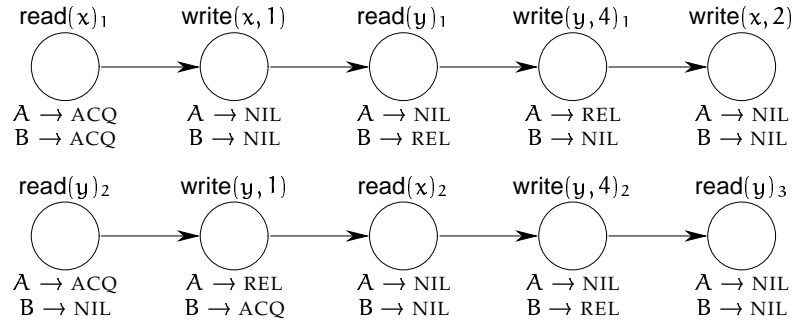 read(x)₁ write(x, 1) read(y)₁ write(y, 4)₁ write(x, 2)
A → ACQ A → NIL A → NIL A → REL A → NIL
B → ACQ B → NIL B → REL B → NIL B → NIL
read(y)₂ write(y, 1) read(x)₂ write(y, 4)₂ read(y)₃
A → ACQ A → REL A → NIL A → NIL A → NIL
B → NIL B → ACQ B → NIL B → REL B → NIL